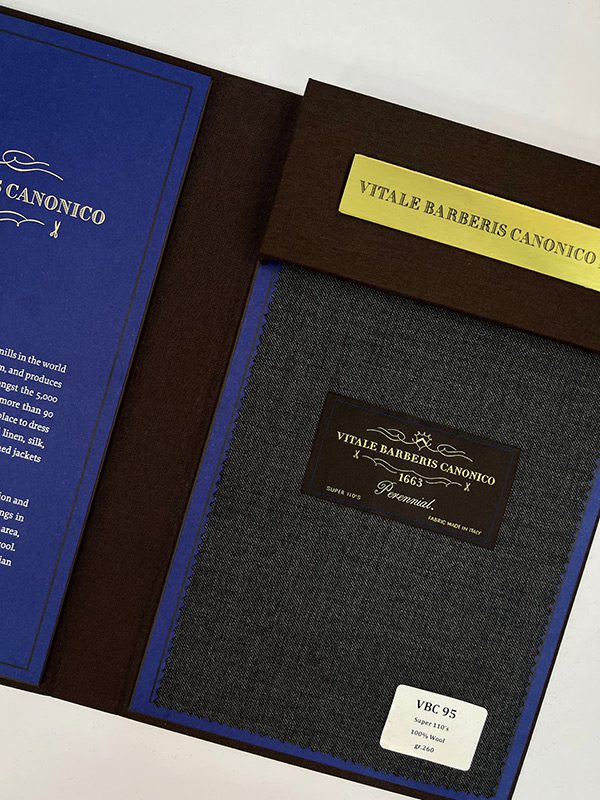 S CANONICO
mills in the world
and produces
ngst the 5,000
more than 90
place to dress
linen, silk,
ned jackets
ion and
ngs in
area,
ool.
ian
VITALE BARBERIS CANONICO
VITALE BARBERIS CANONICO
1663
Perennial.
SUPER 110'S
FABRIC MADE IN ITALY
VBC 95
Super 110's
100% Wool
gr.260